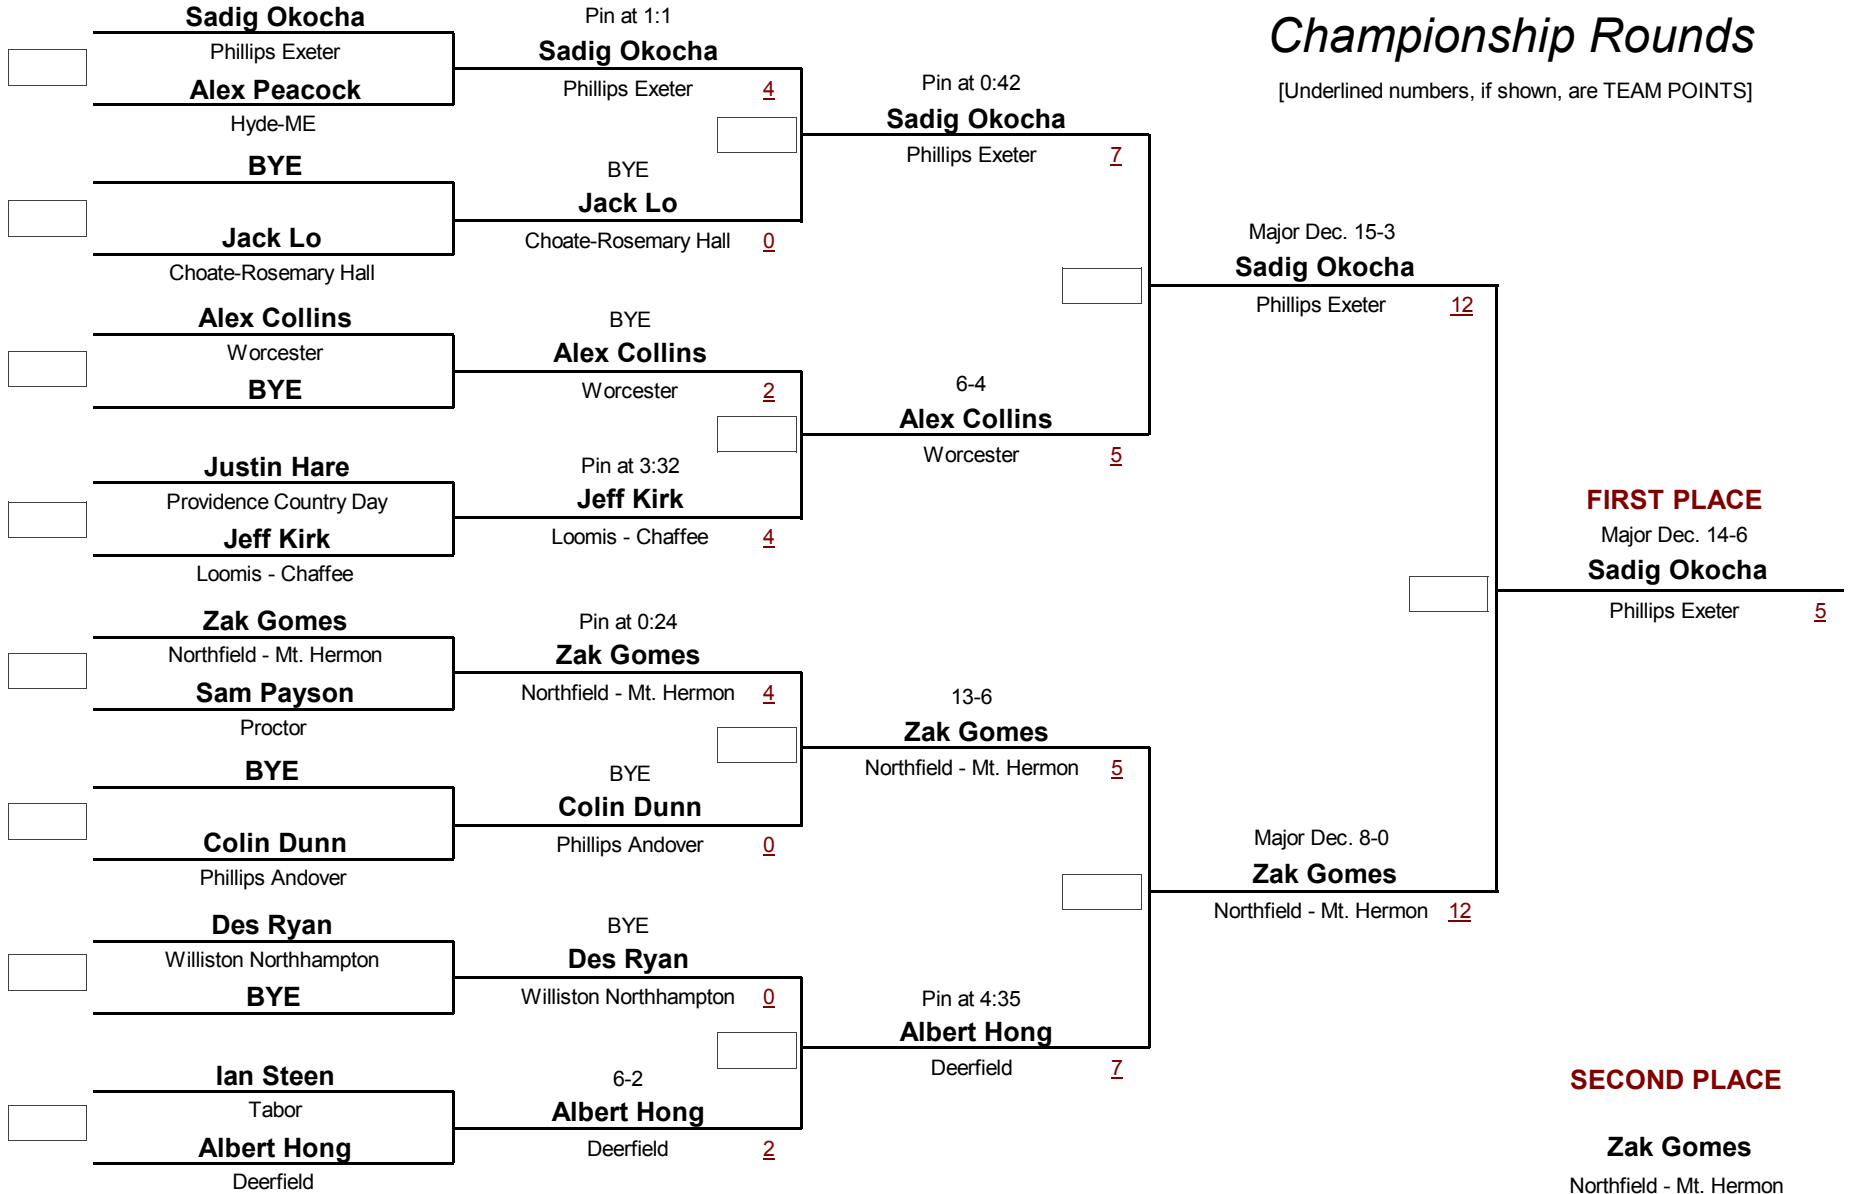 Championship Rounds
[Underlined numbers, if shown, are TEAM POINTS]
Sadig Okocha
Phillips Exeter
Alex Peacock
Hyde-ME
BYE
Jack Lo
Choate-Rosemary Hall
Alex Collins
Worcester
BYE
Justin Hare
Providence Country Day
Jeff Kirk
Loomis - Chaffee
Zak Gomes
Northfield - Mt. Hermon
Sam Payson
Proctor
BYE
Colin Dunn
Phillips Andover
Des Ryan
Williston Northhampton
BYE
Ian Steen
Tabor
Albert Hong
Deerfield
Pin at 1:1
Sadig Okocha
Phillips Exeter 4
BYE
Jack Lo
Choate-Rosemary Hall 0
BYE
Alex Collins
Worcester 2
Pin at 3:32
Jeff Kirk
Loomis - Chaffee 4
Pin at 0:24
Zak Gomes
Northfield - Mt. Hermon 4
BYE
Colin Dunn
Phillips Andover 0
BYE
Des Ryan
Williston Northhampton 0
6-2
Albert Hong
Deerfield 2
Pin at 0:42
Sadig Okocha
Phillips Exeter 7
6-4
Alex Collins
Worcester 5
13-6
Zak Gomes
Northfield - Mt. Hermon 5
Pin at 4:35
Albert Hong
Deerfield 7
Major Dec. 15-3
Sadig Okocha
Phillips Exeter 12
Major Dec. 8-0
Zak Gomes
Northfield - Mt. Hermon 12
FIRST PLACE
Major Dec. 14-6
Sadig Okocha
Phillips Exeter 5
SECOND PLACE
Zak Gomes
Northfield - Mt. Hermon